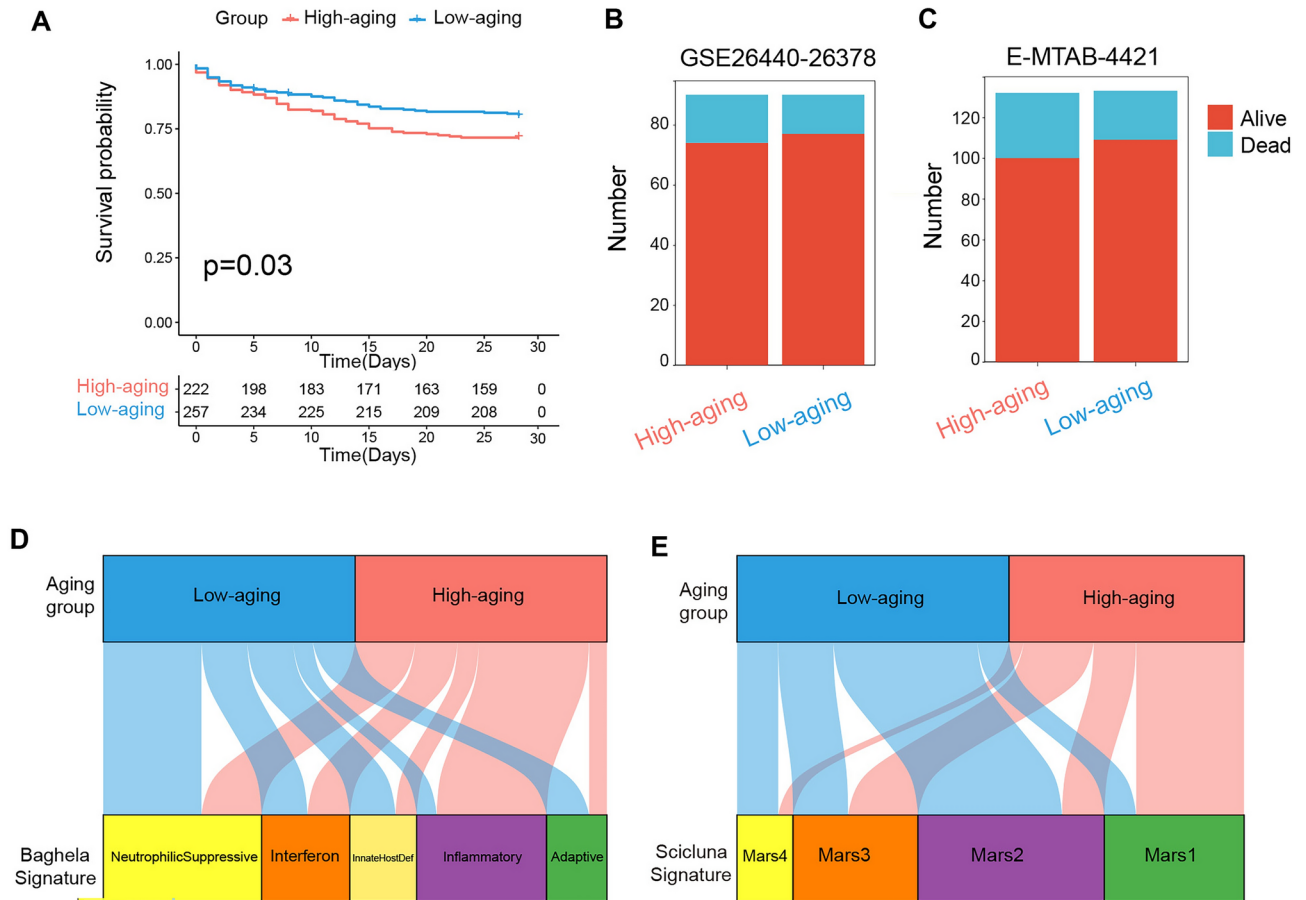 A
Group High-aging Low-aging
Survival probability
1.00
0.75
0.50
0.25
0.00
p=0.03
0 5 10 15 20 25 30
Time(Days)
High-aging 222 198 183 171 163 159 0
Low-aging 257 234 225 215 209 208 0
0 5 10 15 20 25 30
Time(Days)
B
GSE26440-26378
Number
80
60
40
20
0
High-aging Low-aging
C
E-MTAB-4421
Number
120
100
80
60
40
20
0
High-aging Low-aging
Alive
Dead
D
Aging
group
Low-aging High-aging
Baghela
Signature
NeutrophilicSuppressive Interferon InnateHostDef Inflammatory Adaptive
E
Aging
group
Low-aging High-aging
Scicluna
Signature
Mars4 Mars3 Mars2 Mars1